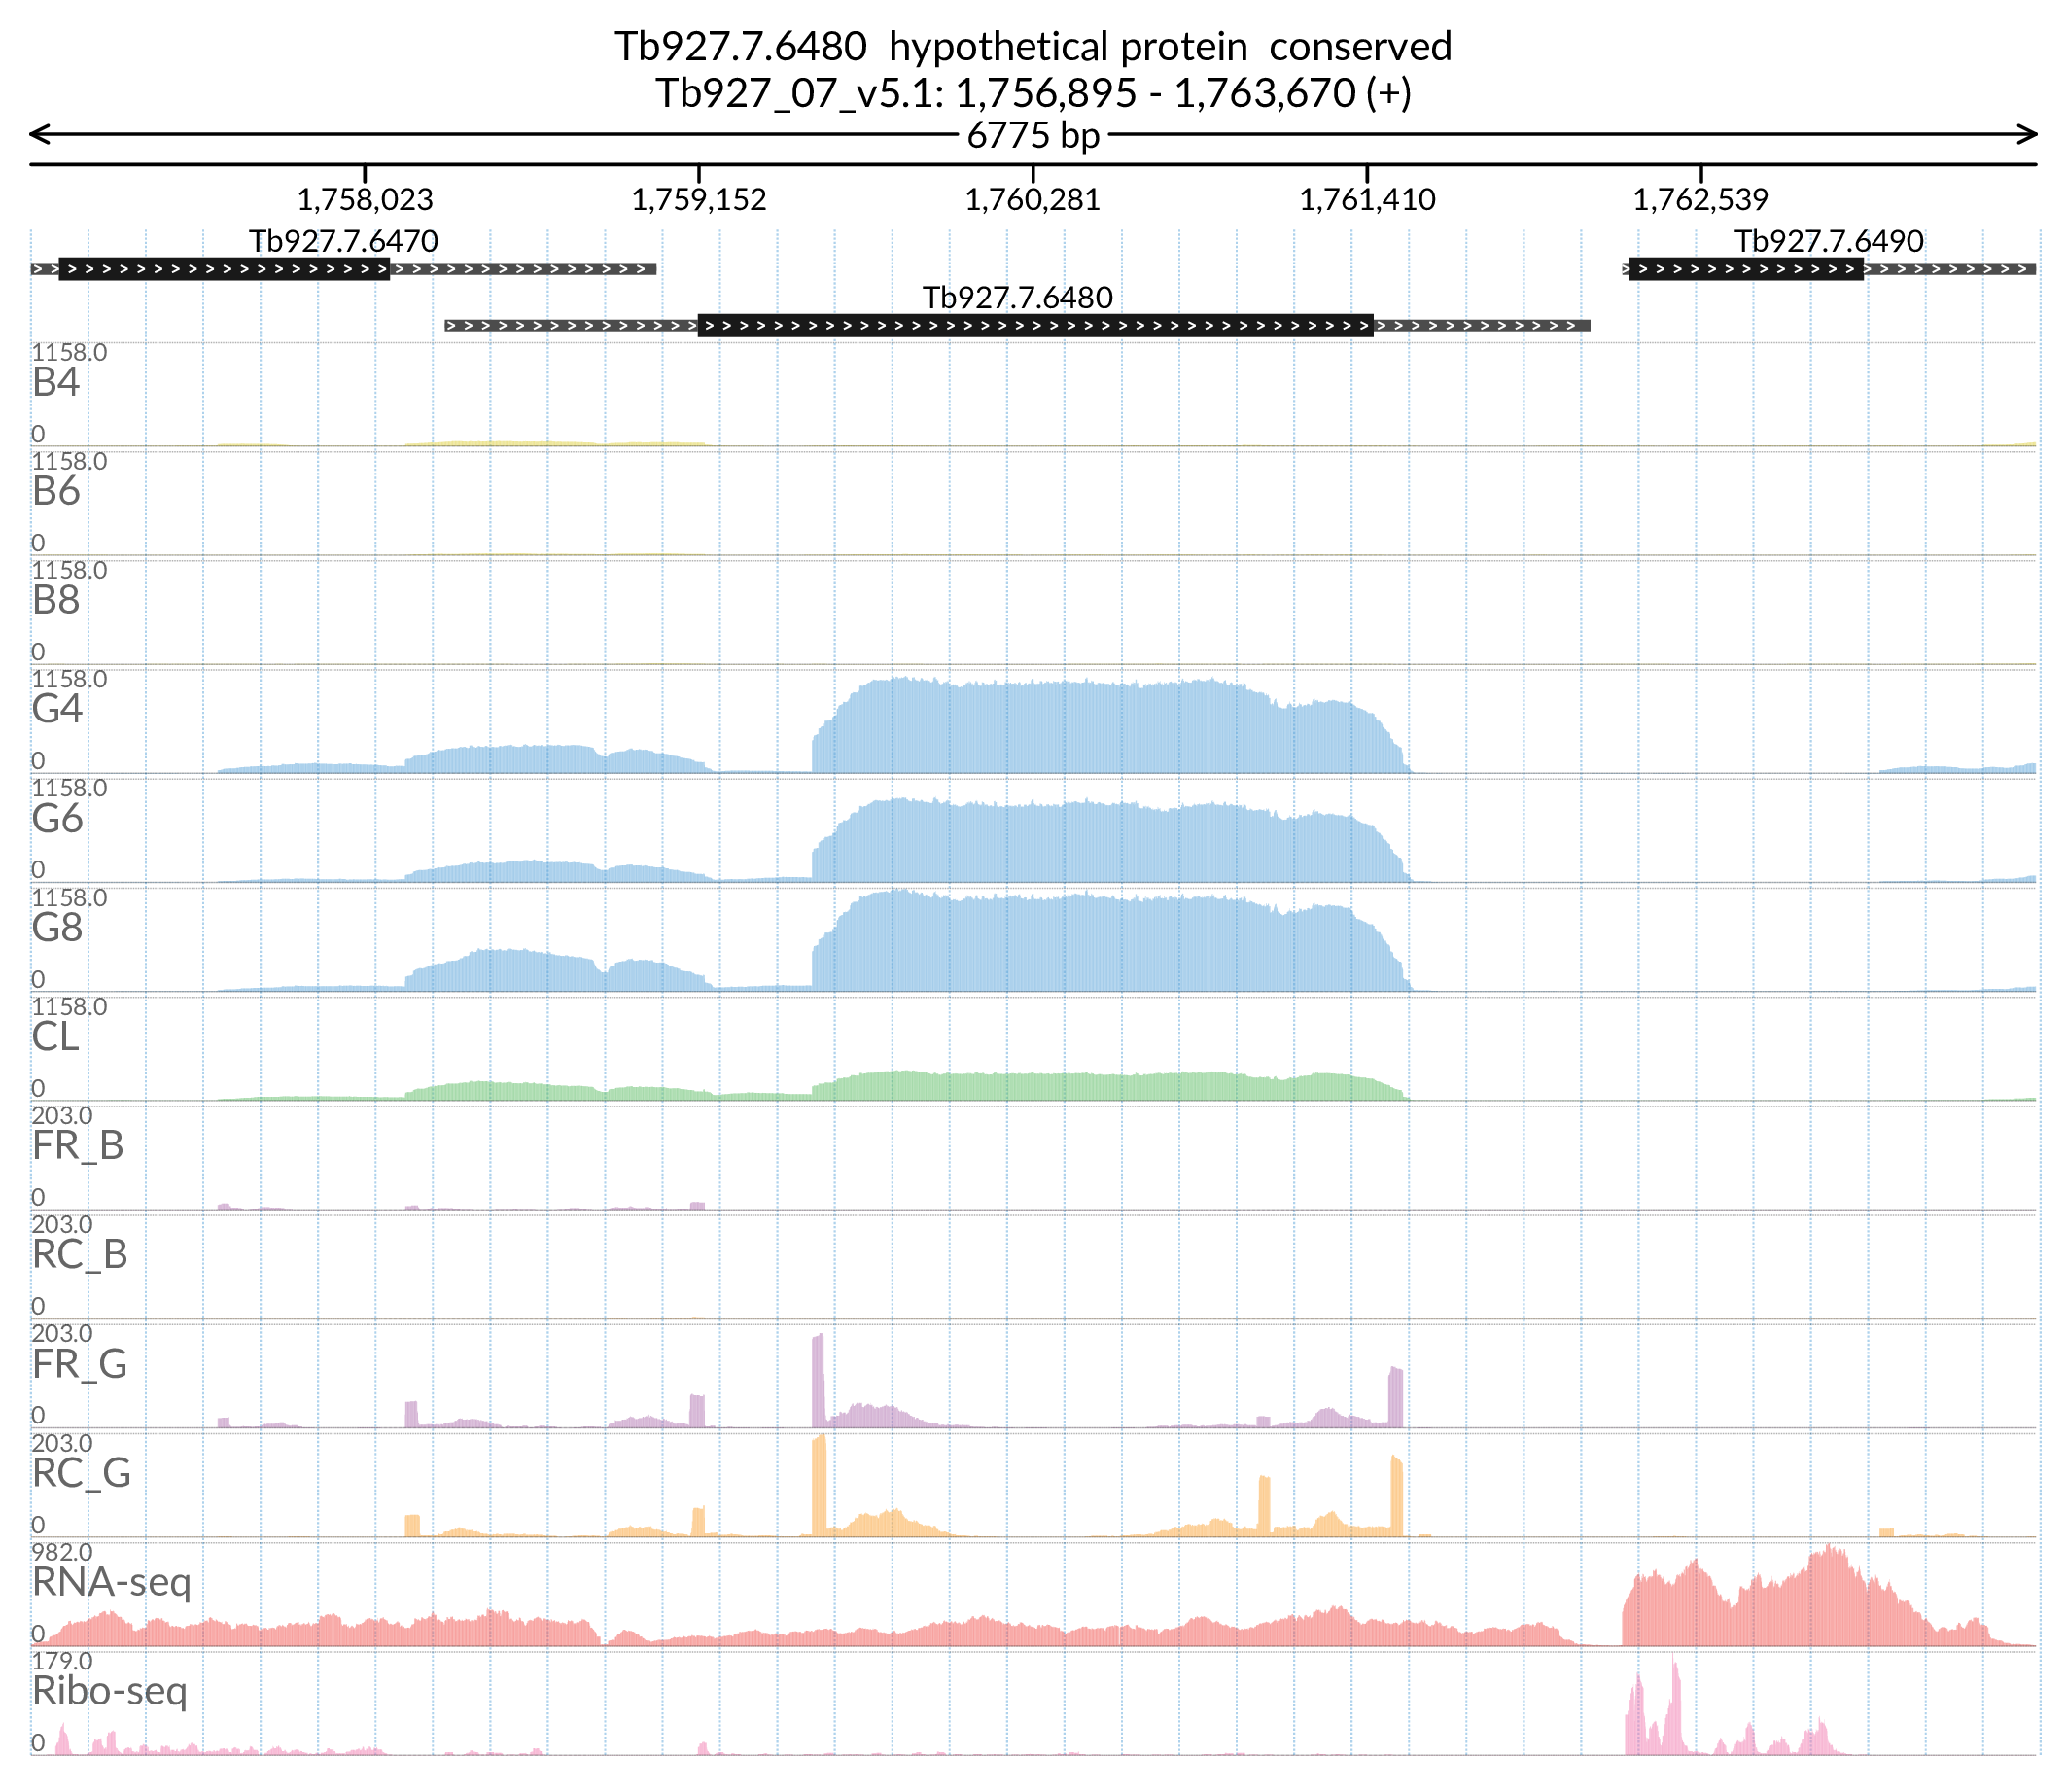 Tb927.7.6480  hypothetical protein  conserved
Tb927_07_v5.1: 1,756,895 - 1,763,670 (+)
6775 bp
1,758,023 1,759,152 1,760,281 1,761,410 1,762,539
Tb927.7.6470 Tb927.7.6490
Tb927.7.6480
1158.0
B4
0
1158.0
B6
0
1158.0
B8
0
1158.0
G4
0
1158.0
G6
0
1158.0
G8
0
1158.0
CL
0
203.0
FR_B
0
203.0
RC_B
0
203.0
FR_G
0
203.0
RC_G
0
982.0
RNA-seq
0
179.0
Ribo-seq
0